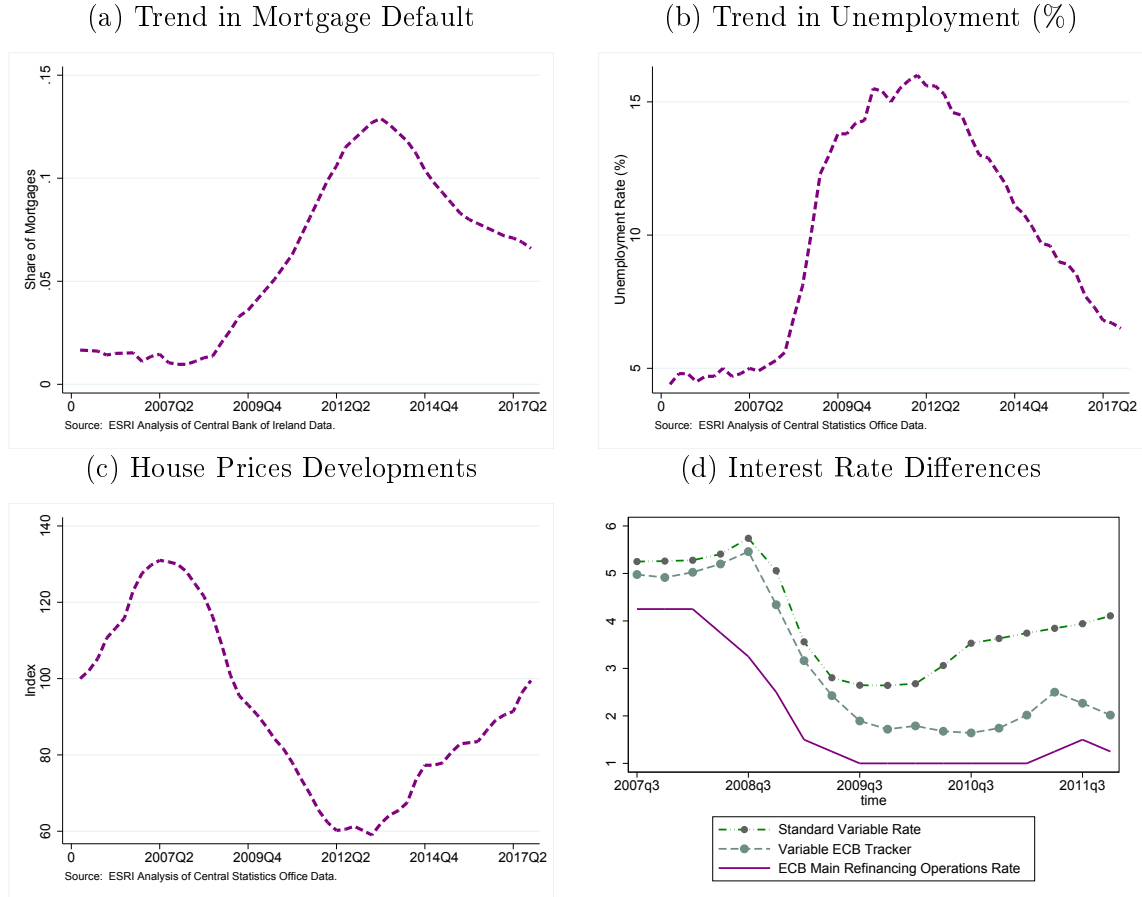 (a) Trend in Mortgage Default
Share of Mortgages
.15
.1
.05
0
0 2007Q2 2009Q4 2012Q2 2014Q4 2017Q2
Source: ESRI Analysis of Central Bank of Ireland Data.
(b) Trend in Unemployment (%)
Unemployment Rate (%)
15
10
5
0 2007Q2 2009Q4 2012Q2 2014Q4 2017Q2
Source: ESRI Analysis of Central Statistics Office Data.
(c) House Prices Developments
Index
140
120
100
80
60
0 2007Q2 2009Q4 2012Q2 2014Q4 2017Q2
Source: ESRI Analysis of Central Statistics Office Data.
(d) Interest Rate Differences
6
5
4
3
2
1
2007q3 2008q3 2009q3 2010q3 2011q3
time
Standard Variable Rate
Variable ECB Tracker
ECB Main Refinancing Operations Rate